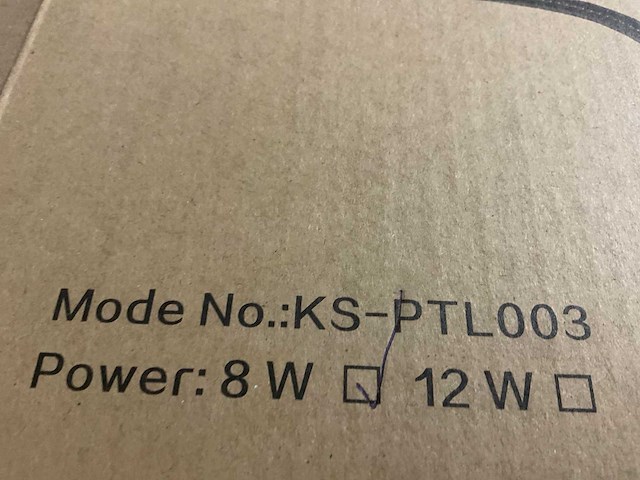 Mode No.:KS-PTL003
Power: 8 W ☑ 12 W ☐